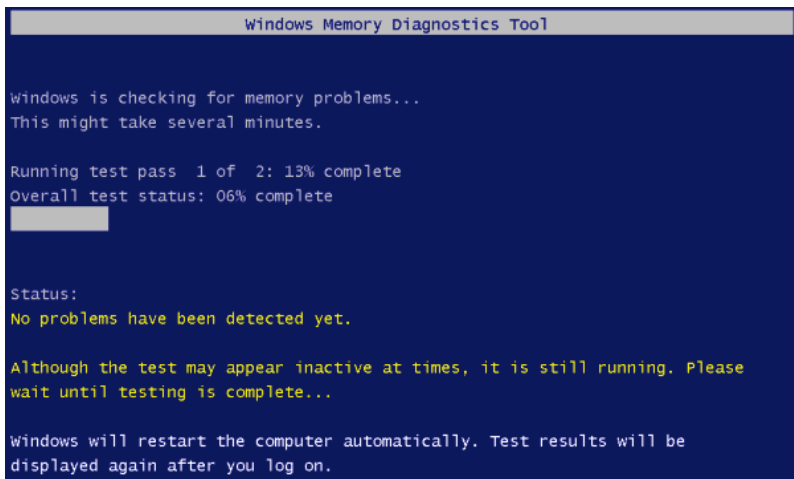 Windows Memory Diagnostics Tool
Windows is checking for memory problems...
This might take several minutes.
Running test pass  1 of  2: 13% complete
Overall test status: 06% complete
Status:
No problems have been detected yet.
Although the test may appear inactive at times, it is still running. Please
wait until testing is complete...
Windows will restart the computer automatically. Test results will be
displayed again after you log on.